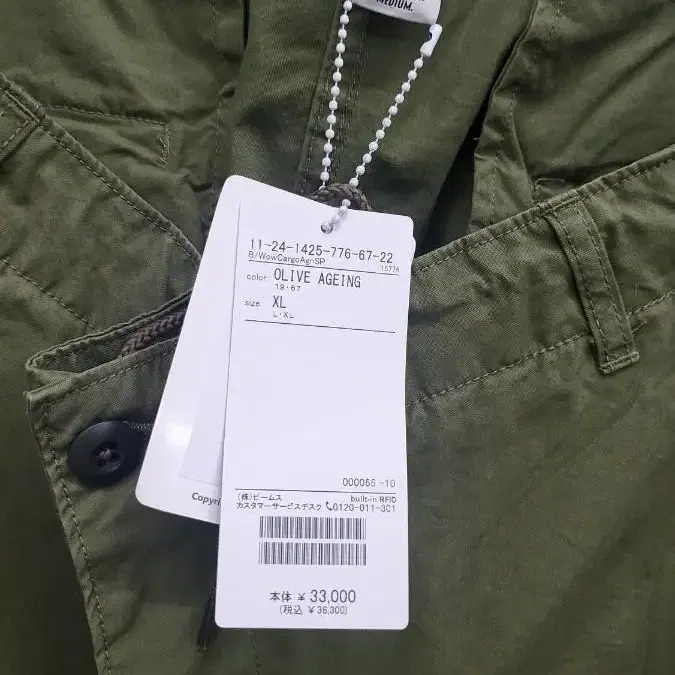 MEDIUM.
11-24-1425-776-67-22
B/WowCargoAgnSP
15776
color OLIVE AGEING
19・67
size XL
L・XL
000066 -10
(株)ビームス built-in RFID
カスタマーサービスデスク 0120-011-301
本体 ¥ 33,000
(税込 ¥ 36,300)
Copyri